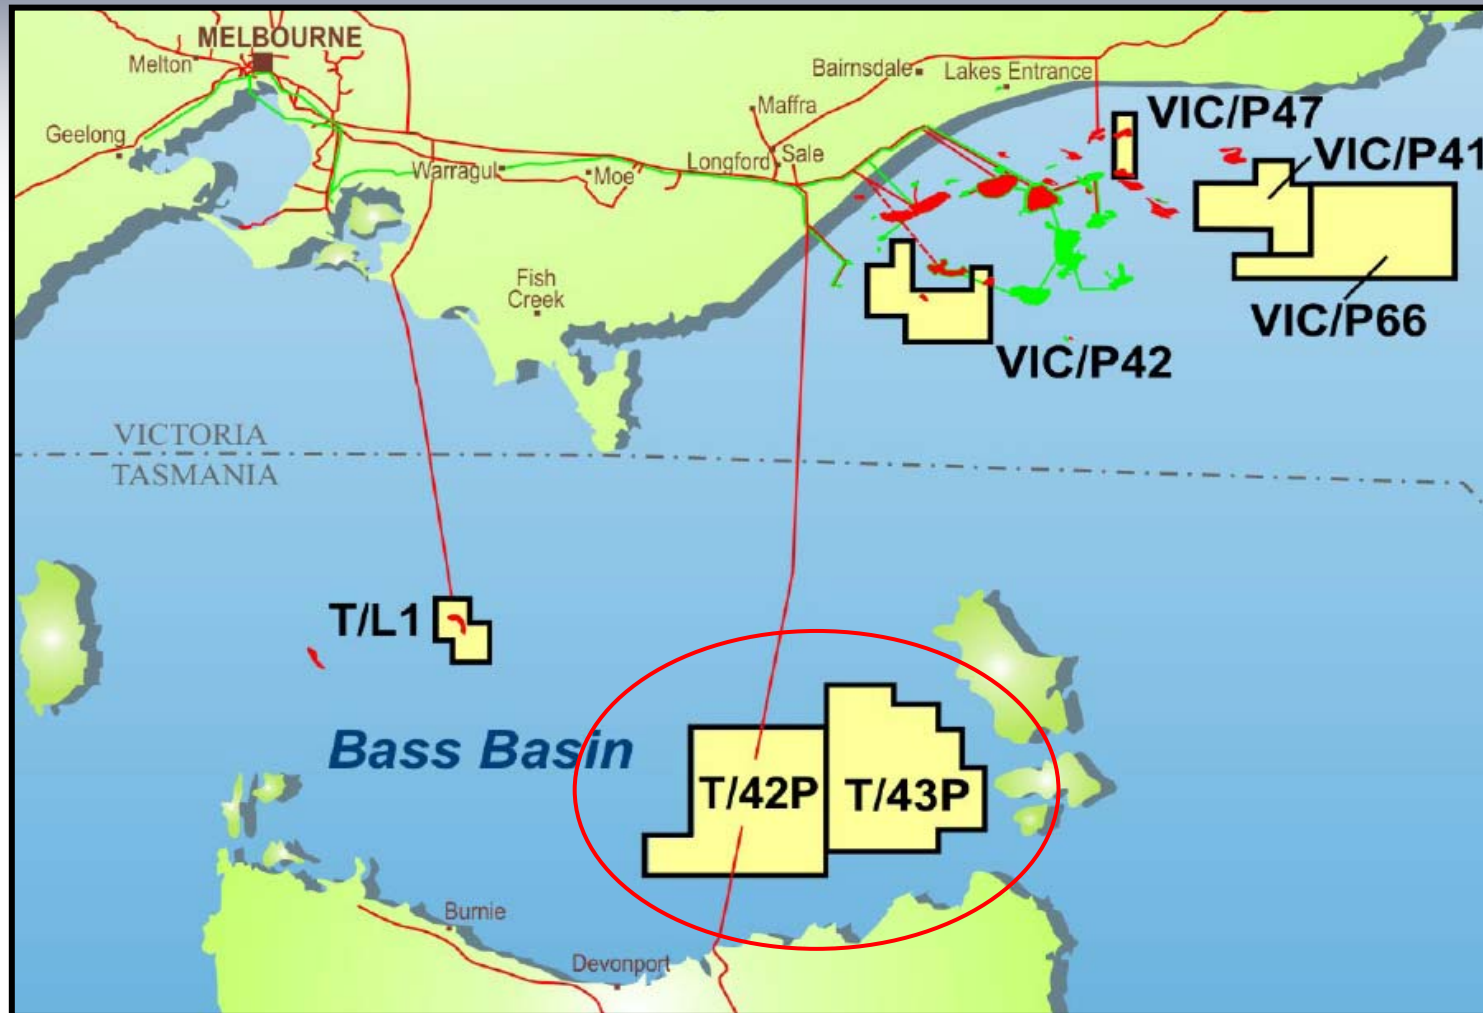 MELBOURNE
Melton
Bairnsdale
Lakes Entrance
Maffra
VIC/P47
Geelong
VIC/P41
Warragul
Moe
Longford
Sale
Fish
Creek
VIC/P66
VIC/P42
VICTORIA
TASMANIA
T/L1
Bass Basin
T/42P
T/43P
Burnie
Devonport